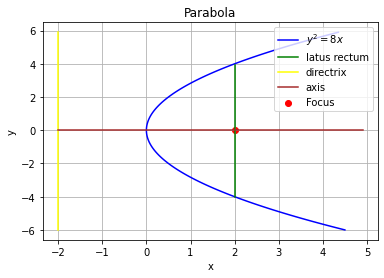 Parabola
y² = 8x
latus rectum
directrix
axis
Focus
6
4
2
0
−2
−4
−6
y
−2 −1 0 1 2 3 4 5
x